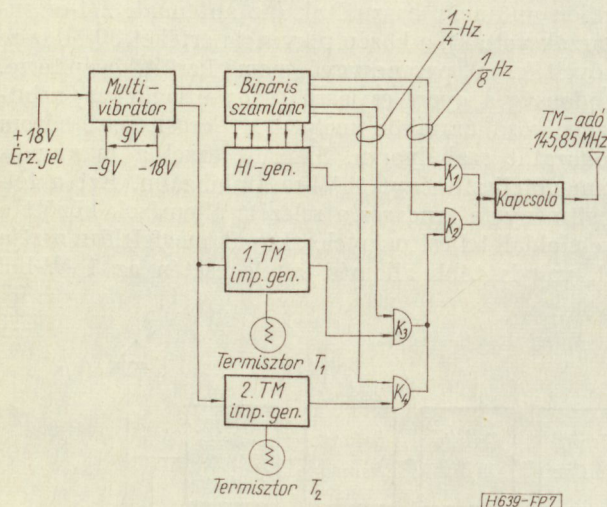 1/4 Hz
1/8 Hz
Multi-
vibrátor
Bináris
számlánc
+18V
Érz. jel
9V
-9V
-18V
HI-gen.
TM-adó
145,85 MHz
K1
Kapcsoló
K2
1. TM
imp. gen.
K3
Termisztor T1
2. TM
imp. gen.
K4
Termisztor T2
H639-FP7